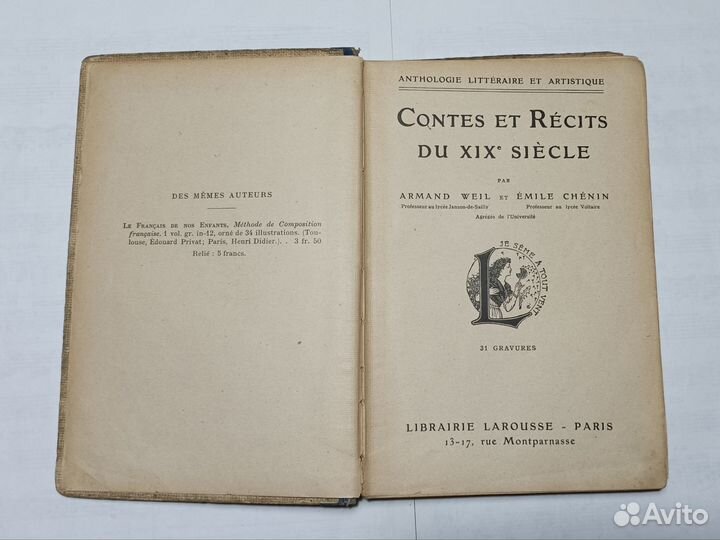 DES MÊMES AUTEURS
LE FRANÇAIS DE NOS ENFANTS, Méthode de Composition
française. 1 vol. gr. in-12, orné de 34 illustrations. (Tou-
louse, Édouard Privat; Paris, Henri Didier.). . 3 fr. 50
Relié : 5 francs.
ANTHOLOGIE LITTÉRAIRE ET ARTISTIQUE
CONTES ET RÉCITS
DU XIXe SIÈCLE
PAR
ARMAND WEIL ET ÉMILE CHÉNIN
Professeur au lycée Janson-de-Sailly Professeur au lycée Voltaire
Agrégés de l'Université
JE SÈME A TOUT VENT
L
31 GRAVURES
LIBRAIRIE LAROUSSE - PARIS
13-17, rue Montparnasse
Avito